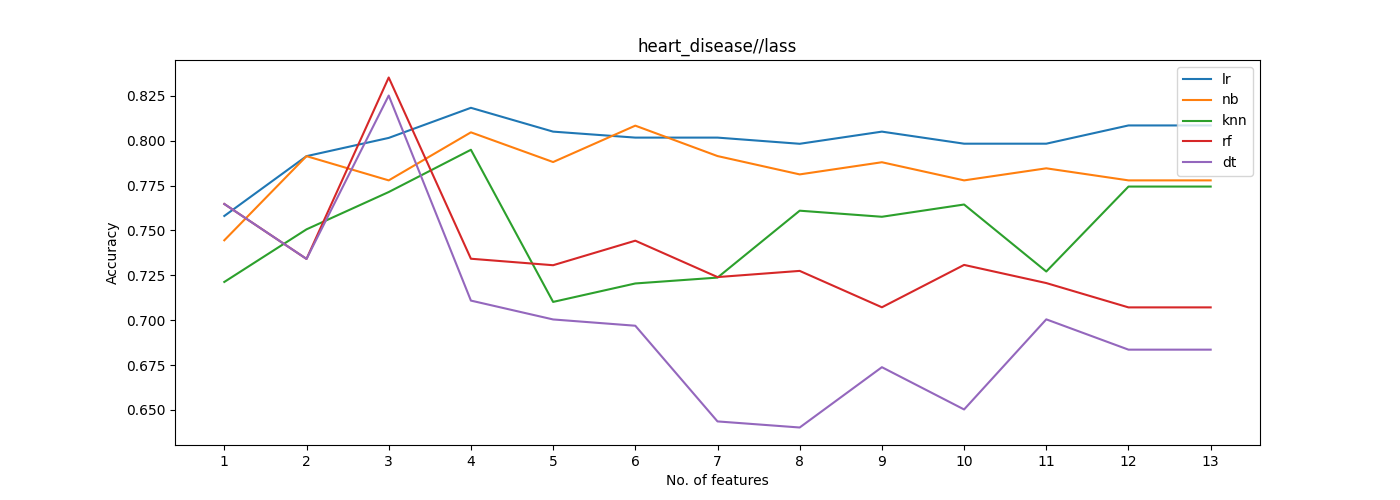 heart_disease//lass
Accuracy
0.825
0.800
0.775
0.750
0.725
0.700
0.675
0.650
lr
nb
knn
rf
dt
1 2 3 4 5 6 7 8 9 10 11 12 13
No. of features